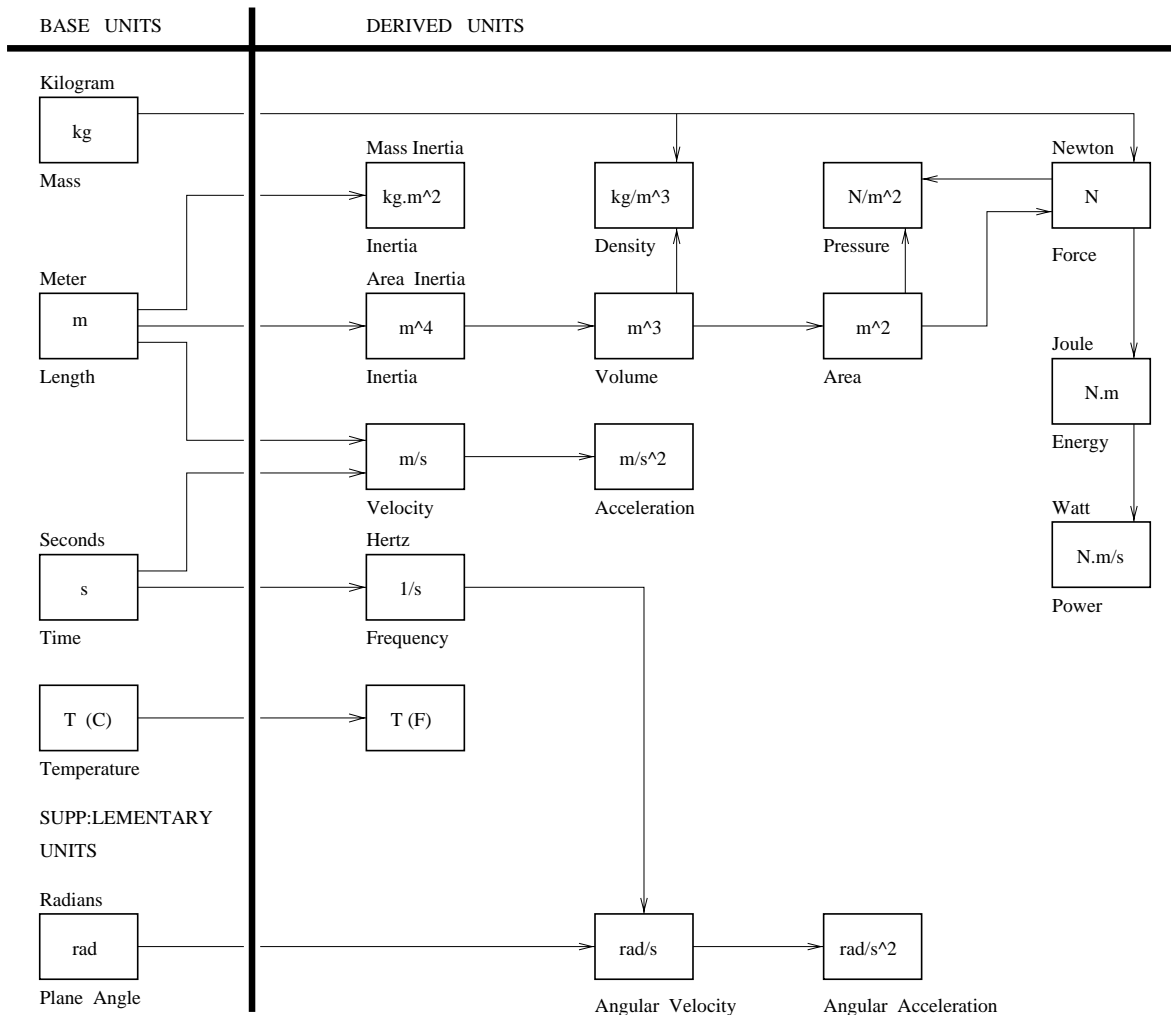 BASE UNITS DERIVED UNITS
Kilogram
kg
Mass Inertia Newton
Mass
kg.m^2 kg/m^3 N/m^2 N
Inertia Density Pressure Force
Meter Area Inertia
m m^4 m^3 m^2
Joule
Length Inertia Volume Area
N.m
Energy
m/s m/s^2
Velocity Acceleration Watt
Seconds Hertz
s 1/s N.m/s
Time Frequency Power
T (C) T (F)
Temperature
SUPP:LEMENTARY
UNITS
Radians
rad rad/s rad/s^2
Plane Angle Angular Velocity Angular Acceleration